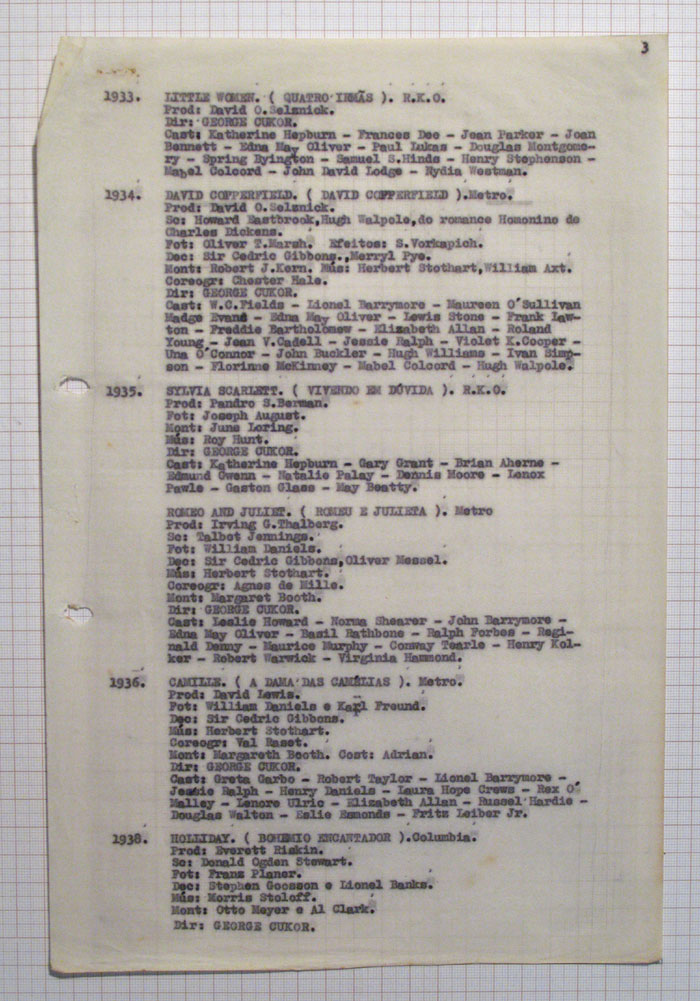 3
1933. LITTLE WOMEN. ( QUATRO IRMÃS ). R.K.O.
Prod: David O.Selznick.
Dir: GEORGE CUKOR.
Cast: Katherine Hepburn - Frances Dee - Jean Parker - Joan
Bennett - Edna May Oliver - Paul Lukas - Douglas Montgome-
ry - Spring Byington - Samuel S.Hinds - Henry Stephenson -
Mabel Colcord - John David Lodge - Nydia Westman.
1934. DAVID COPPERFIELD. ( DAVID COPPERFIELD ).Metro.
Prod: David O.Selznick.
Sc: Howard Eastbrook,Hugh Walpole,do romance Homonino de
Charles Dickens.
Fot: Oliver T.Marsh. Efeitos: S.Vorkapich.
Dec: Sir Cedric Gibbons.,Merryl Pye.
Mont: Robert J.Kern. Mús: Herbert Stothart,William Axt.
Coreogr: Chester Hale.
Dir: GEORGE CUKOR.
Cast: W.C.Fields - Lionel Barrymore - Maureen O'Sullivan
Madge Evans - Edna May Oliver - Lewis Stone - Frank Law-
ton - Freddie Bartholomew - Elizabeth Allan - Roland
Young - Jean V.Cadell - Jessie Ralph - Violet K.Cooper -
Una O'Connor - John Buckler - Hugh Williams - Ivan Simp-
son - Florinne McKinney - Mabel Colcord - Hugh Walpole.
1935. SYLVIA SCARLETT. ( VIVENDO EM DÚVIDA ). R.K.O.
Prod: Pandro S.Berman.
Fot: Joseph August.
Mont: June Loring.
Mús: Roy Hunt.
Dir: GEORGE CUKOR.
Cast: Katherine Hepburn - Gary Grant - Brian Aherne -
Edmund Gwenn - Natalie Palay - Dennis Moore - Lenox
Pawle - Gaston Glass - May Beatty.
ROMEO AND JULIET. ( ROMEU E JULIETA ). Metro
Prod: Irving G.Thalberg.
Sc: Talbot Jennings.
Fot: William Daniels.
Dec: Sir Cedric Gibbons,Oliver Messel.
Mús: Herbert Stothart.
Coreogr: Agnes de Mille.
Mont: Margaret Booth.
Dir: GEORGE CUKOR.
Cast: Leslie Howard - Norma Shearer - John Barrymore -
Edna May Oliver - Basil Rathbone - Ralph Forbes - Regi-
nald Denny - Maurice Murphy - Conway Tearle - Henry Kol-
ker - Robert Warwick - Virginia Hammond.
1936. CAMILLE. ( A DAMA DAS CAMÉLIAS ). Metro.
Prod: David Lewis.
Fot: William Daniels e Karl Freund.
Dec: Sir Cedric Gibbons.
Mús: Herbert Stothart.
Coreogr: Val Raset.
Mont: Margareth Booth. Cost: Adrian.
Dir: GEORGE CUKOR.
Cast: Greta Garbo - Robert Taylor - Lionel Barrymore -
Jessie Ralph - Henry Daniels - Laura Hope Crews - Rex O'
Malley - Lenore Ulric - Elizabeth Allan - Russel Hardie -
Douglas Walton - Eslie Esmonds - Fritz Leiber Jr.
1938. HOLLIDAY. ( BOHEMIO ENCANTADOR ).Columbia.
Prod: Everett Riskin.
Sc: Donald Ogden Stewart.
Fot: Franz Planer.
Dec: Stephen Goosson e Lionel Banks.
Mús: Morris Stoloff.
Mont: Otto Meyer e Al Clark.
Dir: GEORGE CUKOR.